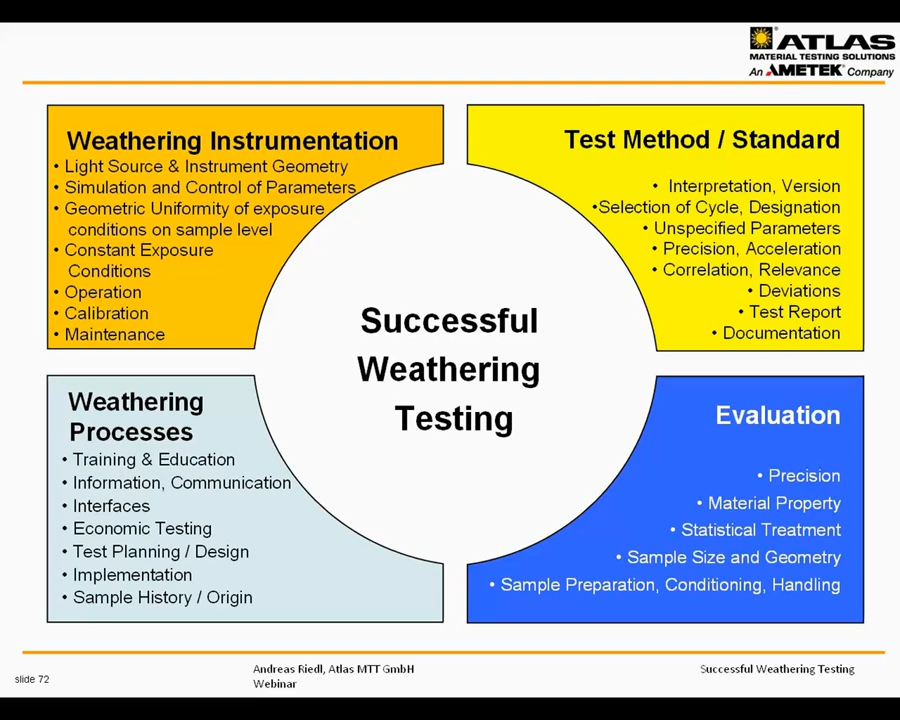 ATLAS
MATERIAL TESTING SOLUTIONS
An AMETEK® Company
Weathering Instrumentation
• Light Source & Instrument Geometry
• Simulation and Control of Parameters
• Geometric Uniformity of exposure
conditions on sample level
• Constant Exposure
Conditions
• Operation
• Calibration
• Maintenance
Test Method / Standard
• Interpretation, Version
•Selection of Cycle, Designation
• Unspecified Parameters
• Precision, Acceleration
• Correlation, Relevance
• Deviations
• Test Report
• Documentation
Successful
Weathering
Testing
Weathering
Processes
• Training & Education
• Information, Communication
• Interfaces
• Economic Testing
• Test Planning / Design
• Implementation
• Sample History / Origin
Evaluation
• Precision
• Material Property
• Statistical Treatment
• Sample Size and Geometry
• Sample Preparation, Conditioning, Handling
slide 72
Andreas Riedl, Atlas MTT GmbH
Webinar
Successful Weathering Testing